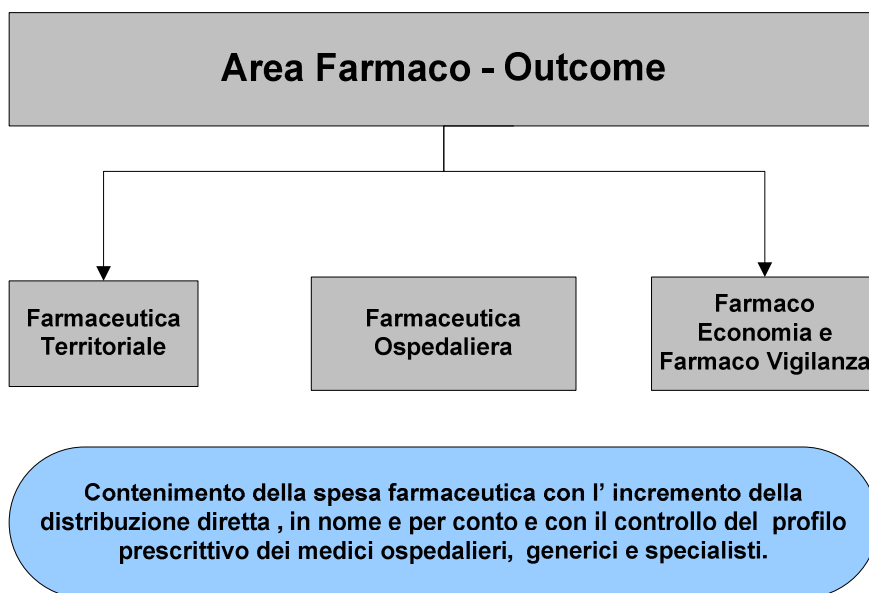 Area Farmaco - Outcome
Farmaceutica
Territoriale
Farmaceutica
Ospedaliera
Farmaco
Economia e
Farmaco Vigilanza
Contenimento della spesa farmaceutica con l’ incremento della
distribuzione diretta , in nome e per conto e con il controllo del profilo
prescrittivo dei medici ospedalieri, generici e specialisti.